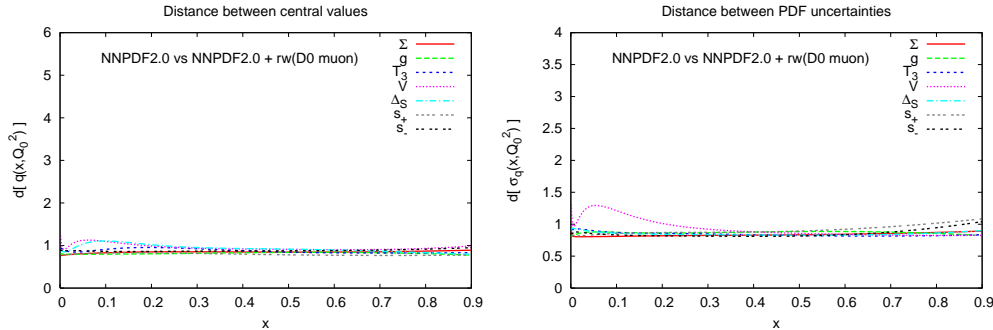 Distance between central values
d[ q(x,Q₀²) ]
6
5
4
3
2
1
0
NNPDF2.0 vs NNPDF2.0 + rw(D0 muon)
Σ
g
T₃
V
Δ_S
s₊
s₋
0 0.1 0.2 0.3 0.4 0.5 0.6 0.7 0.8 0.9
x
Distance between PDF uncertainties
d[ σ_q(x,Q₀²) ]
4
3.5
3
2.5
2
1.5
1
0.5
0
NNPDF2.0 vs NNPDF2.0 + rw(D0 muon)
Σ
g
T₃
V
Δ_S
s₊
s₋
0 0.1 0.2 0.3 0.4 0.5 0.6 0.7 0.8 0.9
x